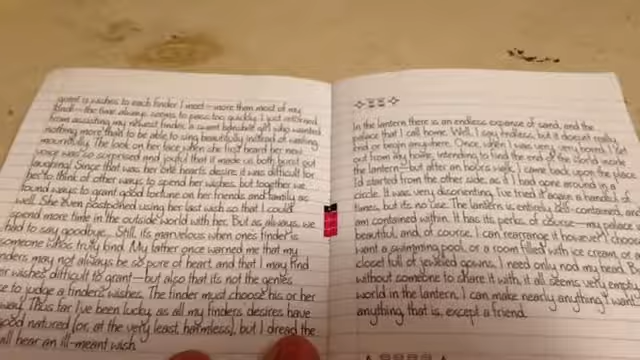 grant is wishes to each finder I meet—more than most of my
kind—the time always seems to pass too quickly. I just returned
from assisting my newest finder, a sweet banshee girl who wanted
nothing more than to be able to sing beautifully instead of wailing
mournfully. The look on her face when she first heard her new
voice was so surprised and joyful that it made us both burst out
laughing! Since that was her one heart's desire it was difficult for
her to think of other ways to spend her wishes, but together we
found ways to grant good fortune on her friends and family as
well. She even postponed using her last wish so that I could
spend more time in the outside world with her. But as always, we
had to say goodbye. Still, it's marvelous when one's finder is
someone who's truly kind. My father once warned me that my
finders may not always be so pure of heart and that I may find
wishes difficult to grant—but also that it's not the genie's
to judge a finder's wishes. The finder must choose his or her
way. Thus far I've been lucky, as all my finders desires have
good natured (or, at the very least, harmless), but I dread the
I'll hear an ill-meant wish.
In the lantern there is an endless expanse of sand, and the
palace that I call home. Well, I say endless, but it doesn't really
end or begin anywhere. Once, when I was very, very bored, I set
out from my home, intending to find the end of the world inside
the lantern—but after an hour's walk, I came back upon the place
I'd started from the other side, as if I had gone around in a
circle. It was very disorienting. I've tried it again a handful of
times, but it's no use. The lantern is entirely self-contained, and
am contained within. It has its perks, of course—my palace is
beautiful, and, of course, I can rearrange it however I choose.
want a swimming pool, or a room filled with ice cream, or a
closet full of jeweled gowns, I need only nod my head. B
without someone to share it with, it all seems very empty.
world in the lantern, I can make nearly anything I want
anything, that is, except a friend.